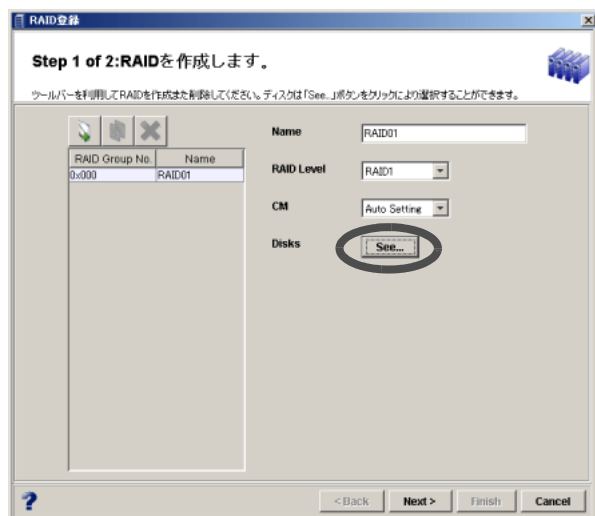 RAID登録
Step 1 of 2:RAIDを作成します。
ツールバーを利用してRAIDを作成また削除してください。ディスクは「See...」ボタンをクリックにより選択することができます。
RAID Group No. Name
0x000 RAID01
Name RAID01
RAID Level RAID1
CM Auto Setting
Disks See...
? < Back Next > Finish Cancel